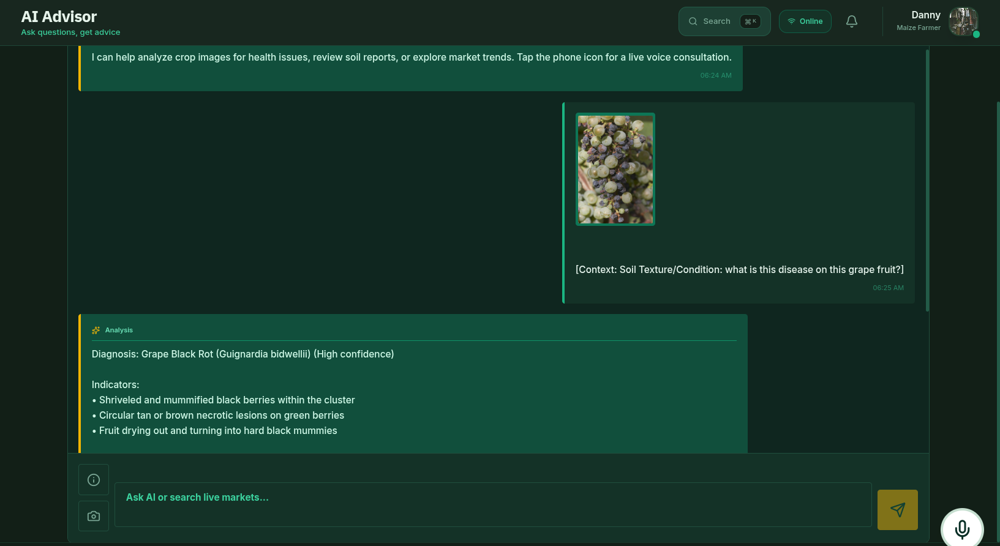 AI Advisor
Ask questions, get advice
Search
⌘ K
Online
Danny
Maize Farmer
I can help analyze crop images for health issues, review soil reports, or explore market trends. Tap the phone icon for a live voice consultation.
06:24 AM
[Context: Soil Texture/Condition: what is this disease on this grape fruit?]
06:25 AM
Analysis
Diagnosis: Grape Black Rot (Guignardia bidwellii) (High confidence)
Indicators:
• Shriveled and mummified black berries within the cluster
• Circular tan or brown necrotic lesions on green berries
• Fruit drying out and turning into hard black mummies
Ask AI or search live markets...